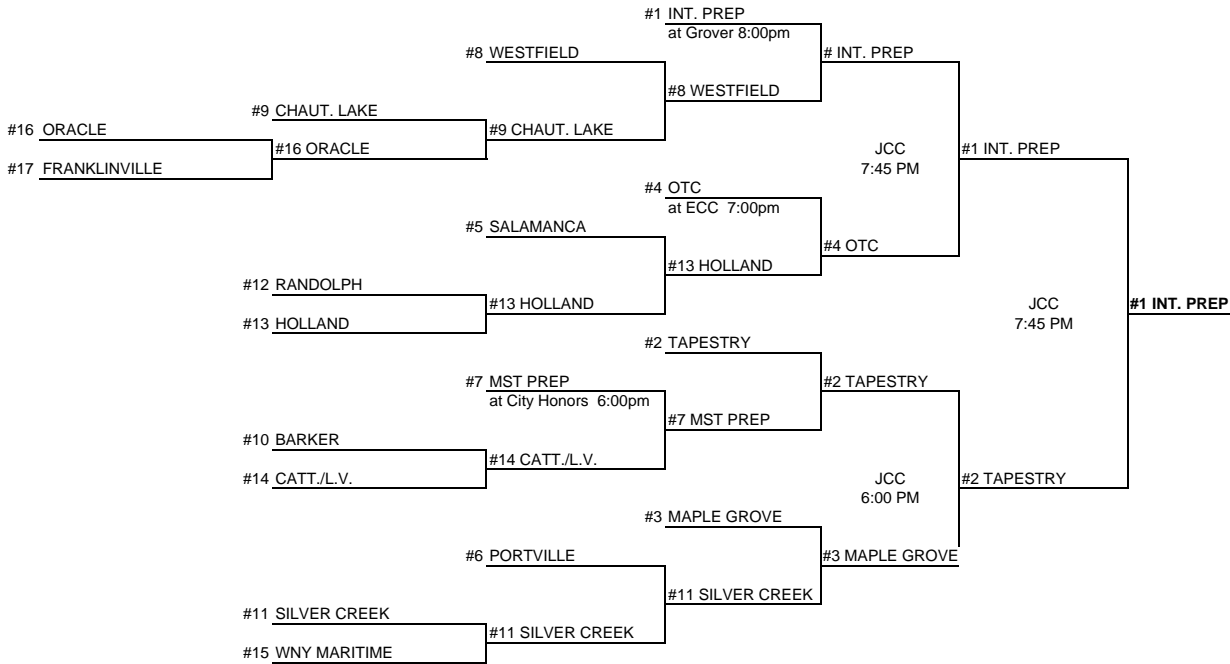 #1 INT. PREP
at Grover 8:00pm
#8 WESTFIELD
# INT. PREP
#8 WESTFIELD
#9 CHAUT. LAKE
#16 ORACLE
#9 CHAUT. LAKE
#16 ORACLE
JCC
7:45 PM
#1 INT. PREP
#17 FRANKLINVILLE
#4 OTC
at ECC 7:00pm
#5 SALAMANCA
#4 OTC
#13 HOLLAND
#12 RANDOLPH
#13 HOLLAND
#13 HOLLAND
JCC
7:45 PM
#1 INT. PREP
#2 TAPESTRY
#7 MST PREP
at City Honors 6:00pm
#2 TAPESTRY
#7 MST PREP
#10 BARKER
#14 CATT./L.V.
#14 CATT./L.V.
JCC
6:00 PM
#2 TAPESTRY
#3 MAPLE GROVE
#6 PORTVILLE
#3 MAPLE GROVE
#11 SILVER CREEK
#11 SILVER CREEK
#11 SILVER CREEK
#15 WNY MARITIME